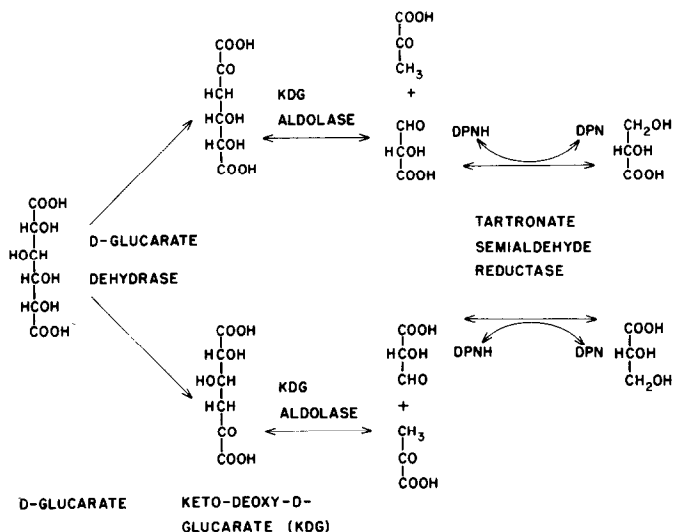 COOH
CO
HCH
HCOH
HCOH
COOH
KDG
ALDOLASE
COOH
CO
CH3
+
CHO
HCOH
COOH
DPNH
DPN
CH2OH
HCOH
COOH
COOH
HCOH
HOCH
HCOH
HCOH
COOH
D-GLUCARATE
DEHYDRASE
TARTRONATE
SEMIALDEHYDE
REDUCTASE
COOH
HCOH
HOCH
HCH
CO
COOH
KDG
ALDOLASE
COOH
HCOH
CHO
+
CH3
CO
COOH
DPNH
DPN
COOH
HCOH
CH2OH
D-GLUCARATE
KETO-DEOXY-D-
GLUCARATE (KDG)